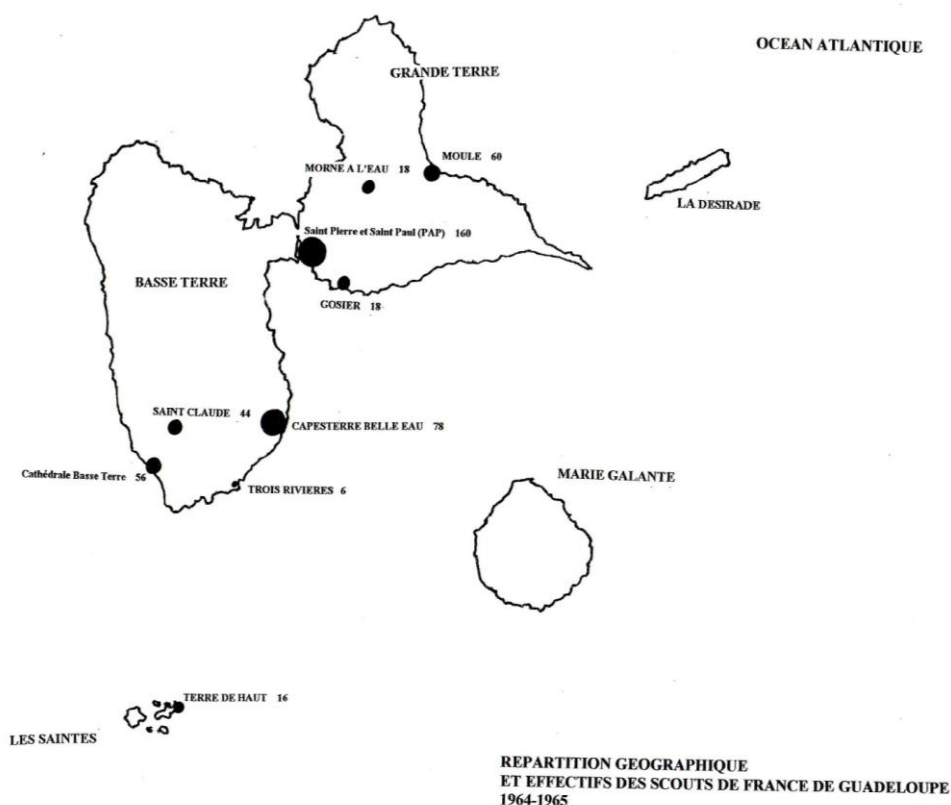 OCEAN ATLANTIQUE
GRANDE TERRE
MOULE 60
MORNE A L'EAU 18
LA DESIRADE
Saint Pierre et Saint Paul (PAP) 160
BASSE TERRE
GOSIER 18
SAINT CLAUDE 44
CAPESTERRE BELLE EAU 78
Cathédrale Basse Terre 56
TROIS RIVIERES 6
MARIE GALANTE
TERRE DE HAUT 16
LES SAINTES
REPARTITION GEOGRAPHIQUE
ET EFFECTIFS DES SCOUTS DE FRANCE DE GUADELOUPE
1964-1965